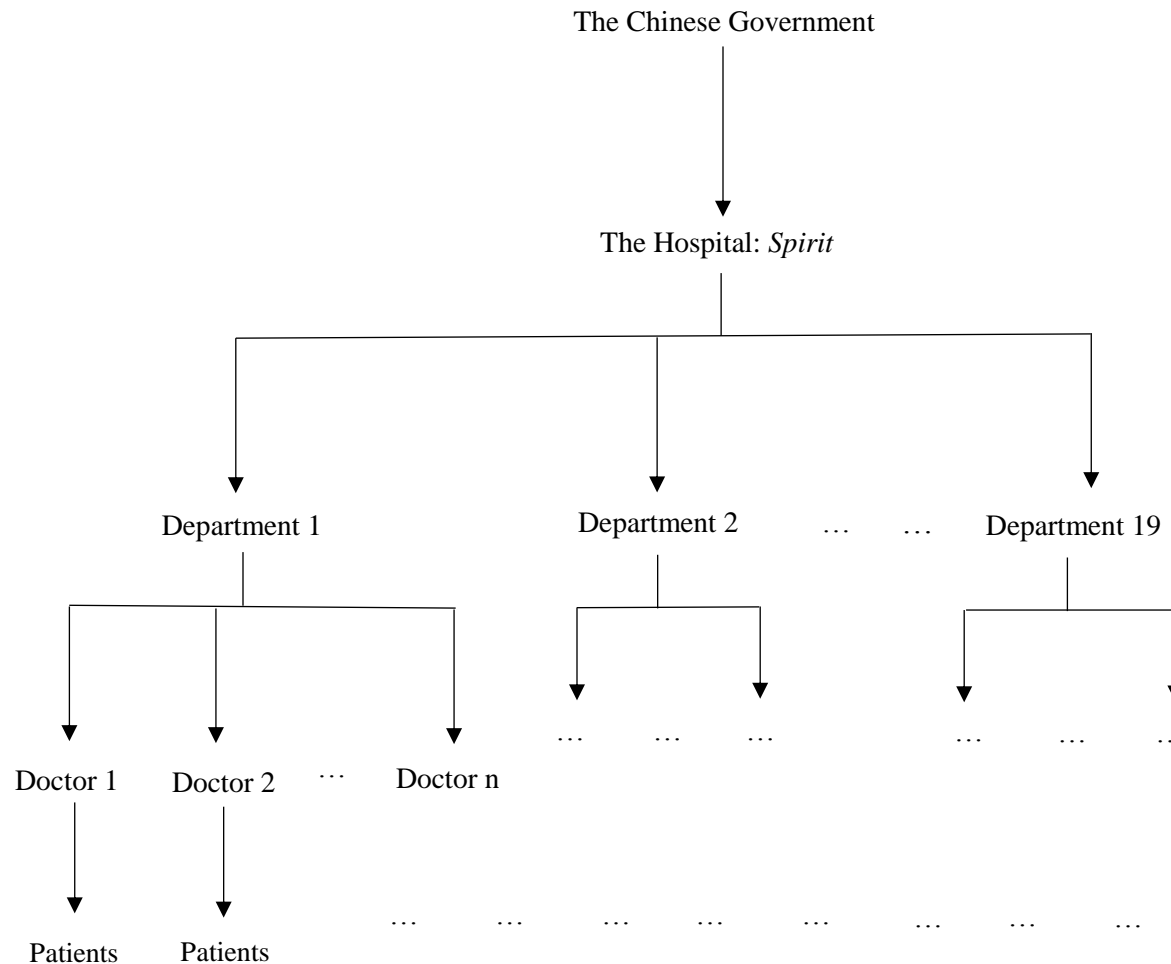 The Chinese Government
The Hospital: Spirit
Department 1 Department 2 … … Department 19
… … … … … …
Doctor 1 Doctor 2 … Doctor n
… … … … … … … …
Patients Patients